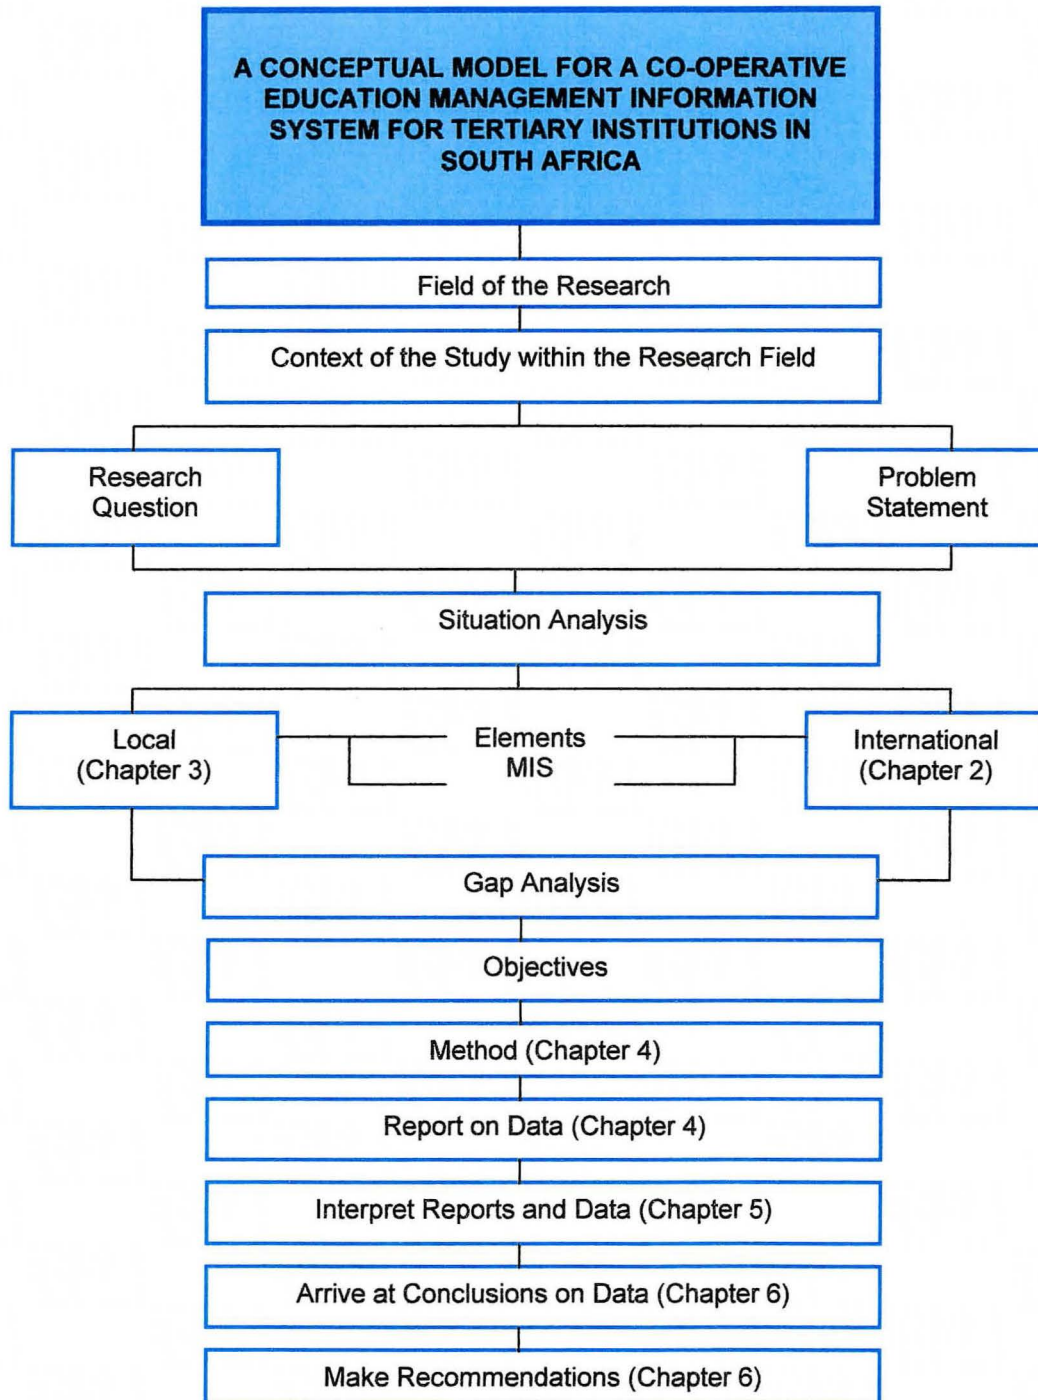 A CONCEPTUAL MODEL FOR A CO-OPERATIVE
EDUCATION MANAGEMENT INFORMATION
SYSTEM FOR TERTIARY INSTITUTIONS IN
SOUTH AFRICA
Field of the Research
Context of the Study within the Research Field
Research
Question
Problem
Statement
Situation Analysis
Local
(Chapter 3)
Elements
MIS
International
(Chapter 2)
Gap Analysis
Objectives
Method (Chapter 4)
Report on Data (Chapter 4)
Interpret Reports and Data (Chapter 5)
Arrive at Conclusions on Data (Chapter 6)
Make Recommendations (Chapter 6)